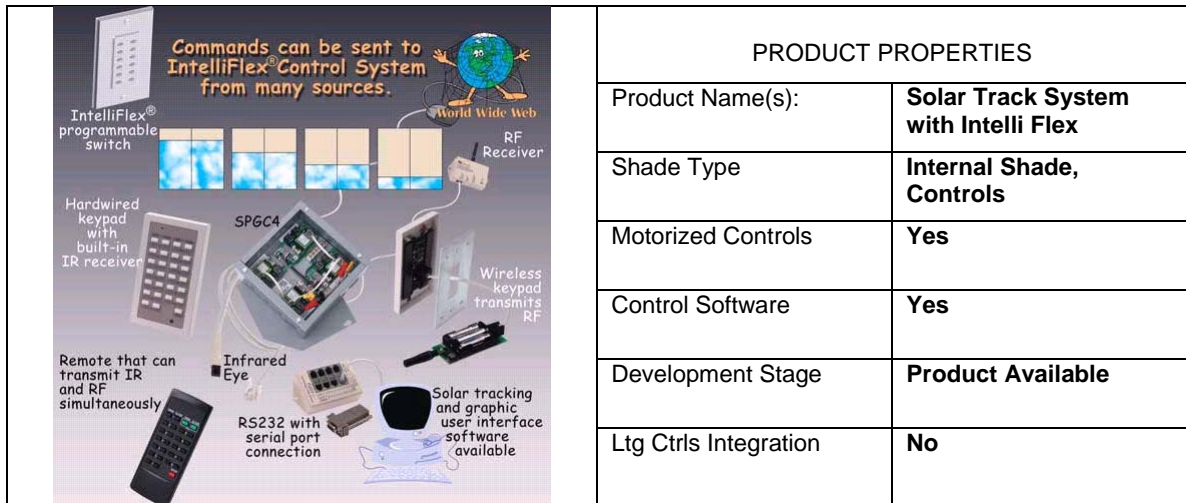 Commands can be sent to
IntelliFlex® Control System
from many sources.
World Wide Web
IntelliFlex®
programmable
switch
RF
Receiver
Hardwired
keypad
with
built-in
IR receiver
SPGC4
Wireless
keypad
transmits
RF
Remote that can
transmit IR
and RF
simultaneously
Infrared
Eye
RS232 with
serial port
connection
Solar tracking
and graphic
user interface
software
available
PRODUCT PROPERTIES
Product Name(s):
Solar Track System
with Intelli Flex
Shade Type
Internal Shade,
Controls
Motorized Controls
Yes
Control Software
Yes
Development Stage
Product Available
Ltg Ctrls Integration
No